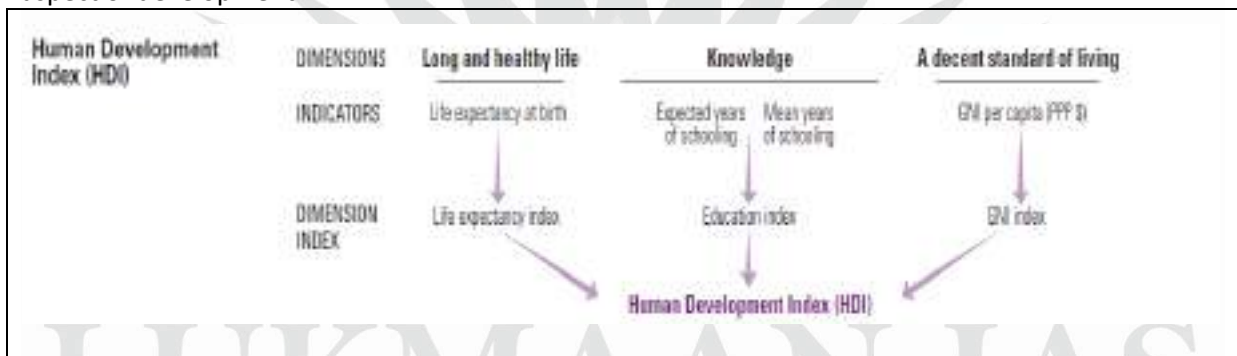 Human Development
Index (HDI)
DIMENSIONS Long and healthy life Knowledge A decent standard of living
INDICATORS Life expectancy at birth Expected years of schooling Mean years of schooling GNI per capita (PPP $)
DIMENSION
INDEX
Life expectancy index Education index GNI index
Human Development Index (HDI)
LUKMAAN IAS